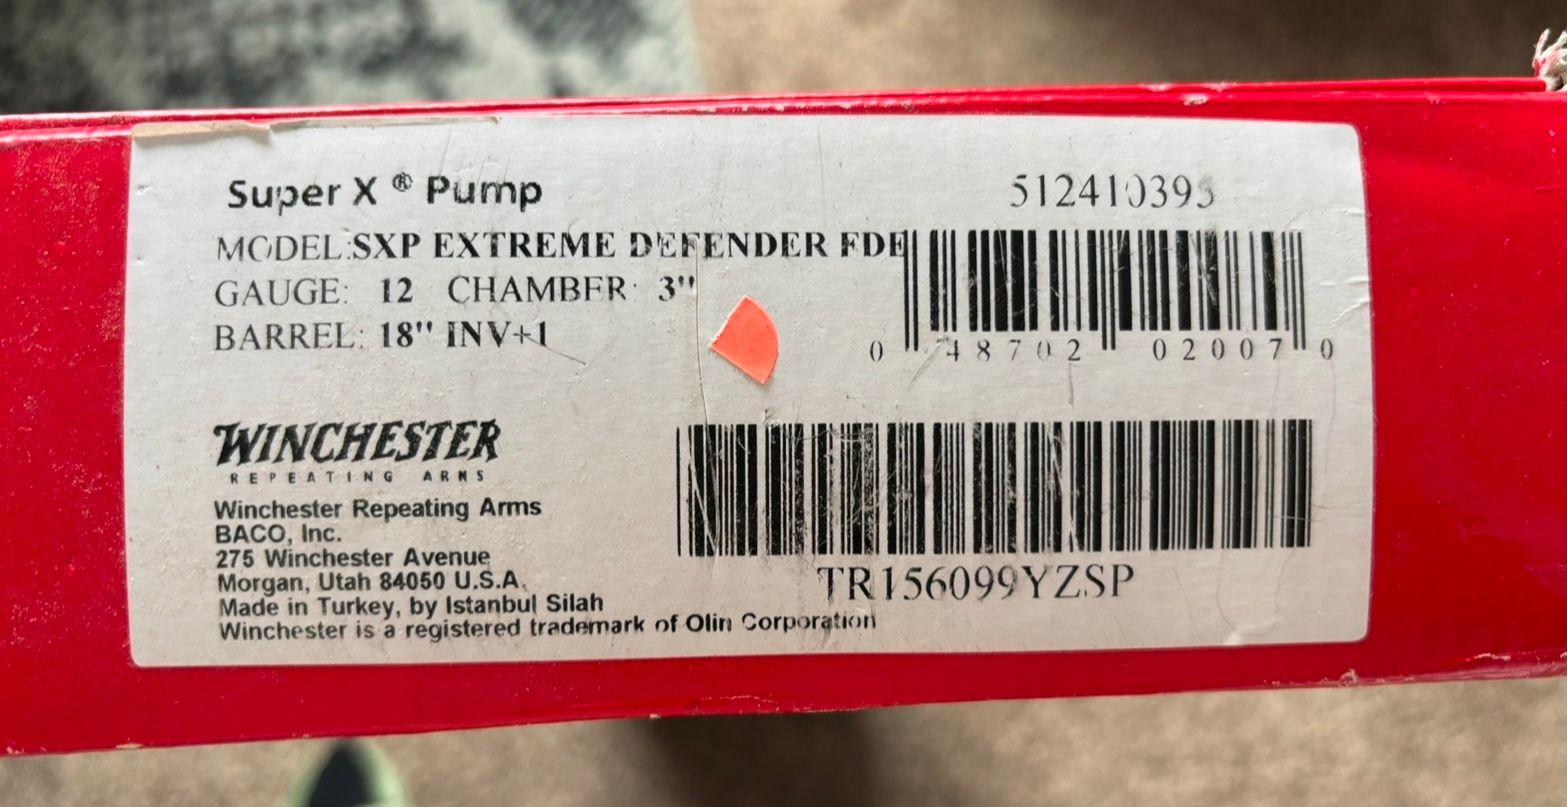 Super X ® Pump
512410395
MODEL:SXP EXTREME DEFENDER FDE
GAUGE: 12 CHAMBER: 3"
BARREL: 18" INV+1
0 48702 02007 0
WINCHESTER
REPEATING ARMS
Winchester Repeating Arms
BACO, Inc.
275 Winchester Avenue
Morgan, Utah 84050 U.S.A.
Made in Turkey, by Istanbul Silah
Winchester is a registered trademark of Olin Corporation
TR156099YZSP